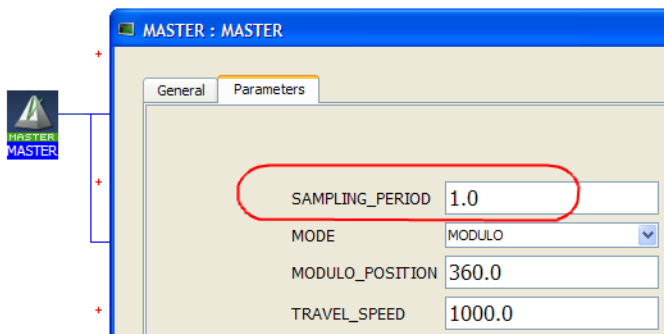 MASTER : MASTER
General Parameters
MASTER
MASTER
SAMPLING_PERIOD 1.0
MODE MODULO
MODULO_POSITION 360.0
TRAVEL_SPEED 1000.0